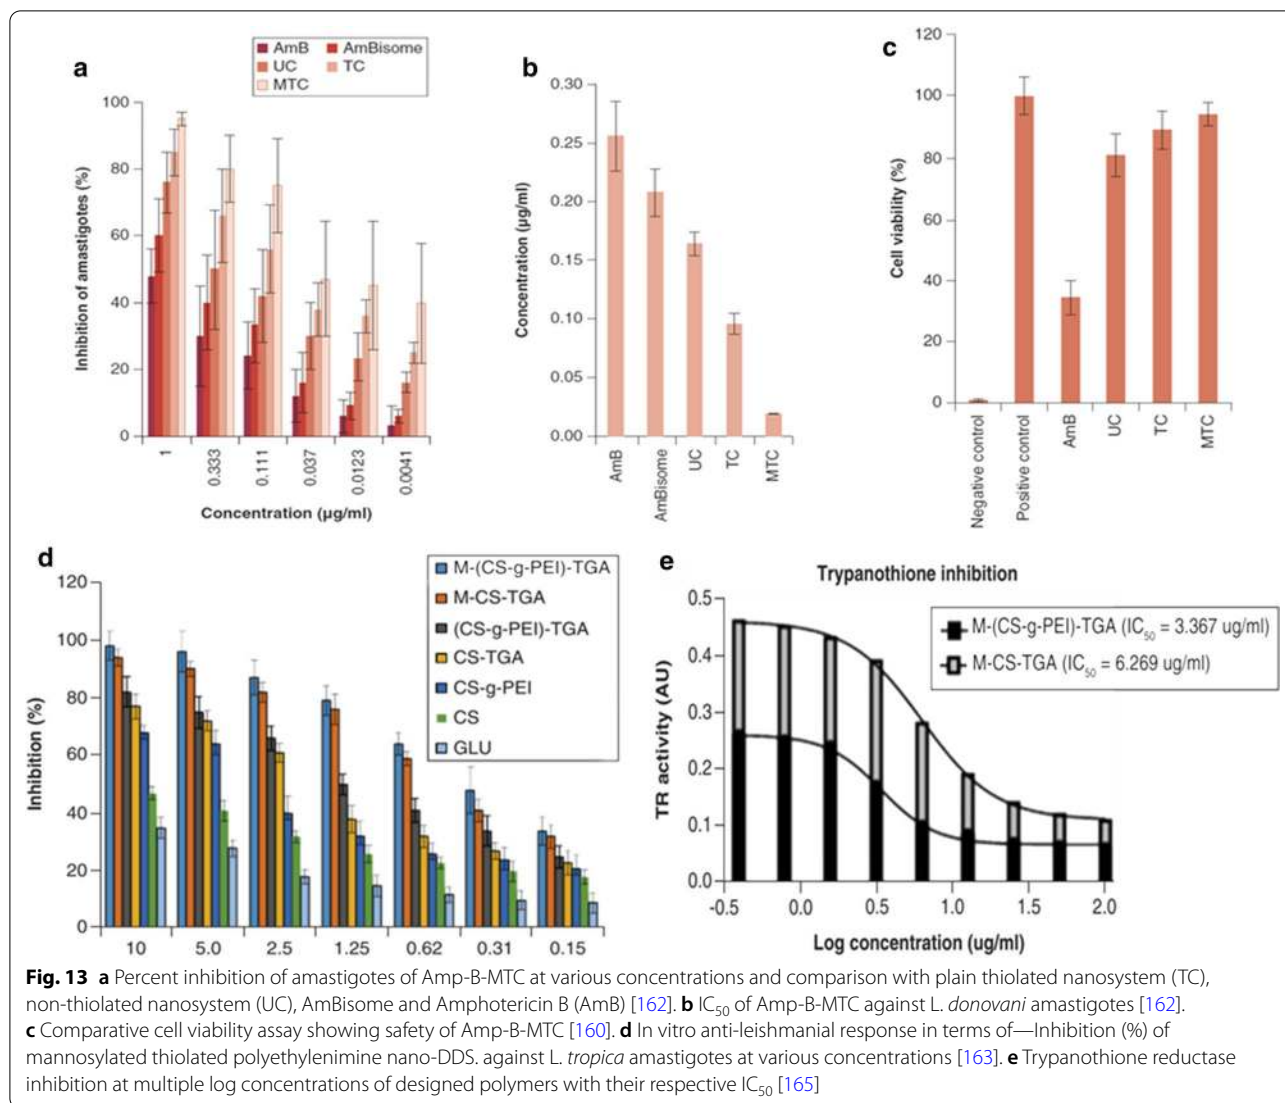 a
AmB AmBisome
UC TC
MTC
Inhibition of amastigotes (%)
100
80
60
40
20
0
1 0.333 0.111 0.037 0.0123 0.0041
Concentration (µg/ml)
b
Concentration (µg/ml)
0.30
0.25
0.20
0.15
0.10
0.05
0.00
AmB AmBisome UC TC MTC
c
Cell viability (%)
120
100
80
60
40
20
0
Negative control Positive control AmB UC TC MTC
d
Inhibition (%)
120
100
80
60
40
20
0
10 5.0 2.5 1.25 0.62 0.31 0.15
M-(CS-g-PEI)-TGA
M-CS-TGA
(CS-g-PEI)-TGA
CS-TGA
CS-g-PEI
CS
GLU
e
Trypanothione inhibition
TR activity (AU)
0.5
0.4
0.3
0.2
0.1
0.0
-0.5 0.0 0.5 1.0 1.5 2.0
Log concentration (ug/ml)
M-(CS-g-PEI)-TGA (IC50 = 3.367 ug/ml)
M-CS-TGA (IC50 = 6.269 ug/ml)
Fig. 13 a Percent inhibition of amastigotes of Amp-B-MTC at various concentrations and comparison with plain thiolated nanosystem (TC),
non-thiolated nanosystem (UC), AmBisome and Amphotericin B (AmB) [162]. b IC50 of Amp-B-MTC against L. donovani amastigotes [162].
c Comparative cell viability assay showing safety of Amp-B-MTC [160]. d In vitro anti-leishmanial response in terms of—Inhibition (%) of
mannosylated thiolated polyethylenimine nano-DDS. against L. tropica amastigotes at various concentrations [163]. e Trypanothione reductase
inhibition at multiple log concentrations of designed polymers with their respective IC50 [165]